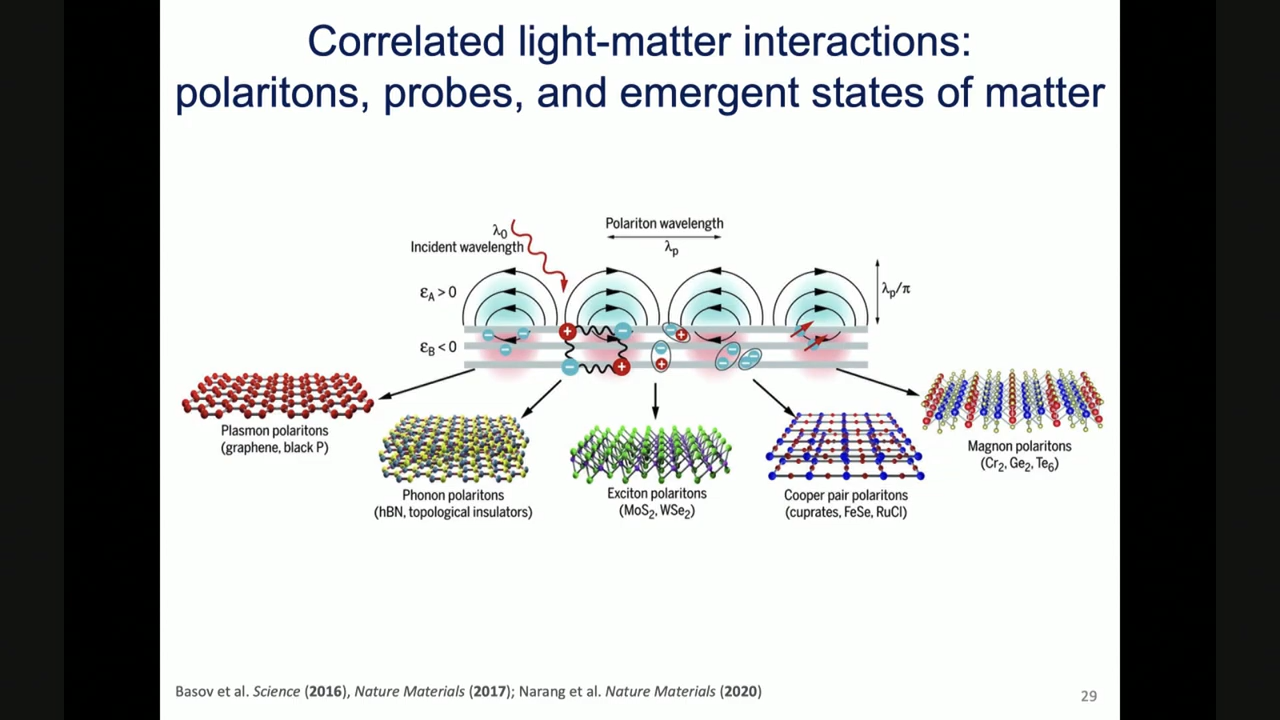 Correlated light-matter interactions:
polaritons, probes, and emergent states of matter
λ0
Incident wavelength
Polariton wavelength
λp
εA > 0
λp/π
εB < 0
Plasmon polaritons
(graphene, black P)
Phonon polaritons
(hBN, topological insulators)
Exciton polaritons
(MoS2, WSe2)
Cooper pair polaritons
(cuprates, FeSe, RuCl)
Magnon polaritons
(Cr2, Ge2, Te6)
Basov et al. Science (2016), Nature Materials (2017); Narang et al. Nature Materials (2020)
29